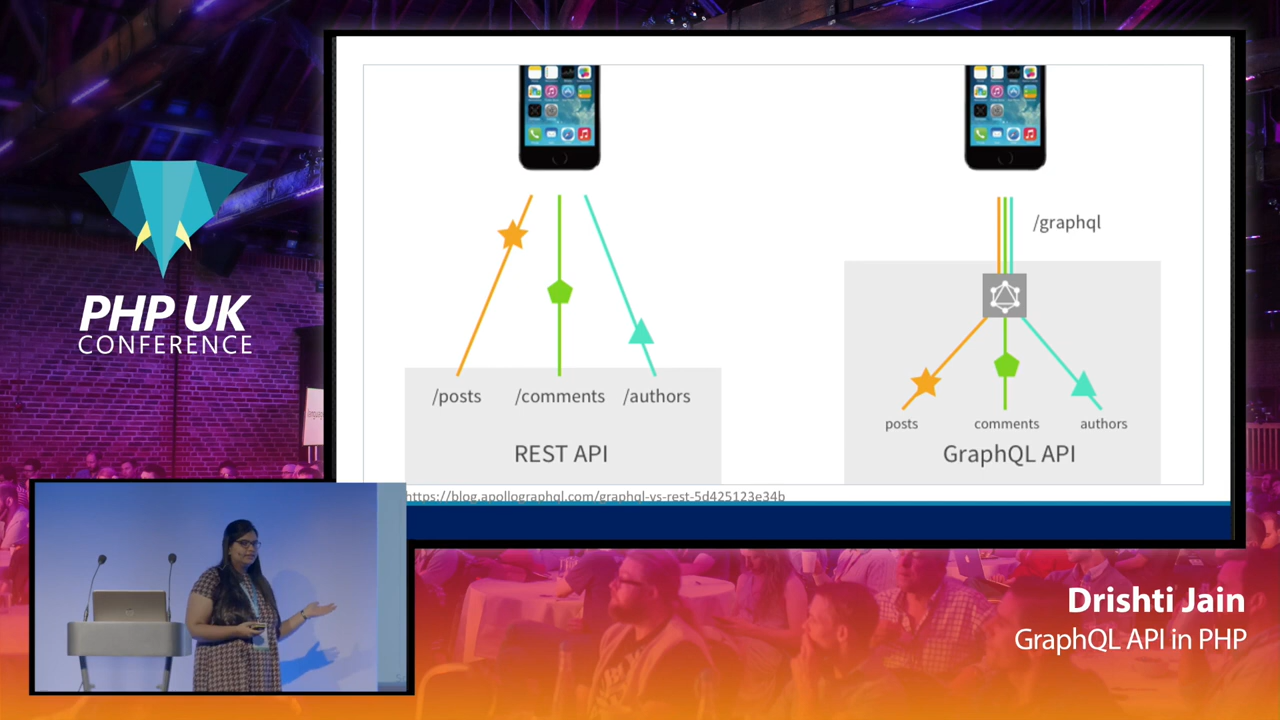 PHP UK
CONFERENCE
/graphql
/posts
/comments
/authors
REST API
posts
comments
authors
GraphQL API
https://blog.apollographql.com/graphql-vs-rest-5d425123e34b
Drishti Jain
GraphQL API in PHP